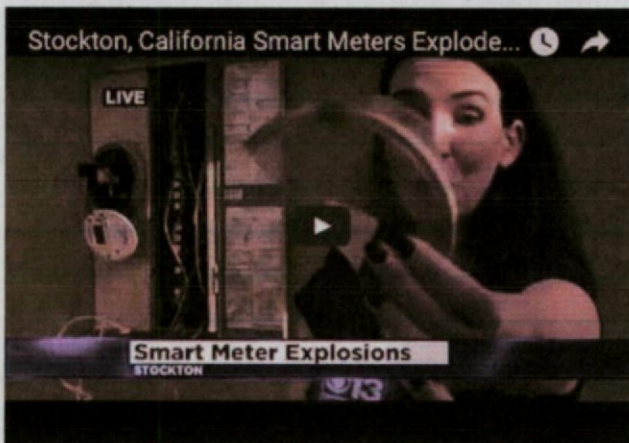 Stockton, California Smart Meters Explode...
LIVE
Smart Meter Explosions
STOCKTON
13